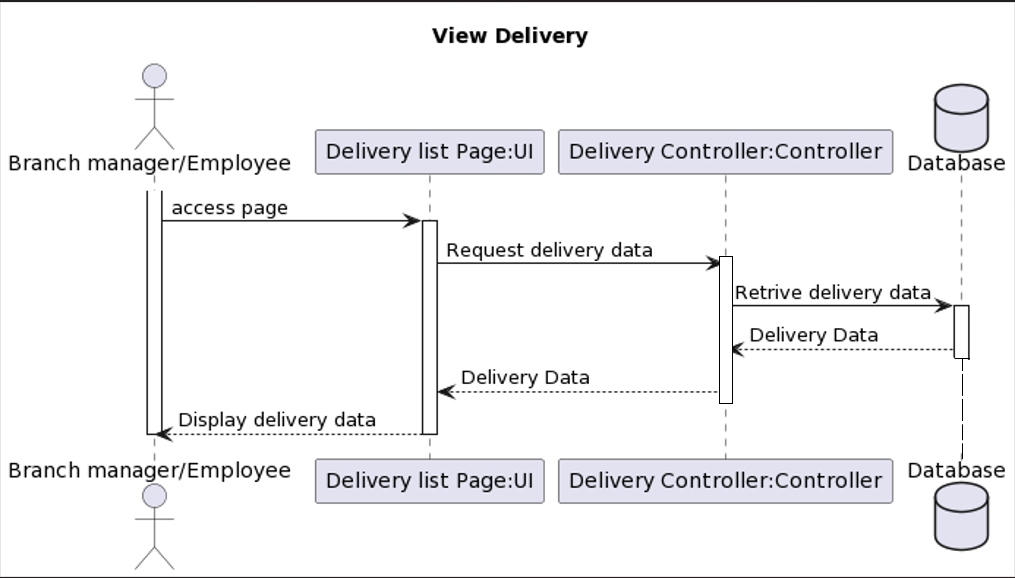 View Delivery
Branch manager/Employee
Delivery list Page:UI
Delivery Controller:Controller
Database
access page
Request delivery data
Retrive delivery data
Delivery Data
Delivery Data
Display delivery data
Branch manager/Employee
Delivery list Page:UI
Delivery Controller:Controller
Database